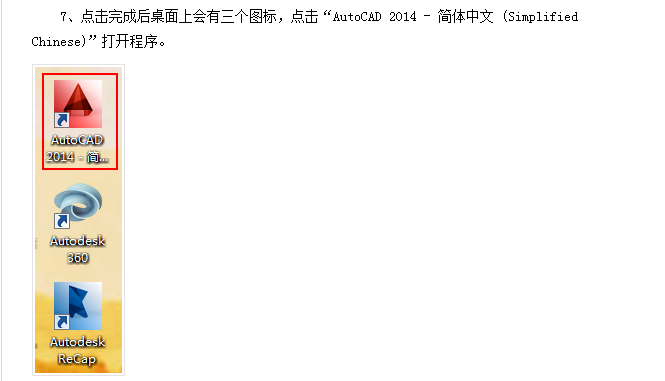 7、点击完成后桌面上会有三个图标，点击“AutoCAD 2014 - 简体中文 (Simplified
Chinese)”打开程序。
AutoCAD
2014 - 简...
Autodesk
360
Autodesk
ReCap